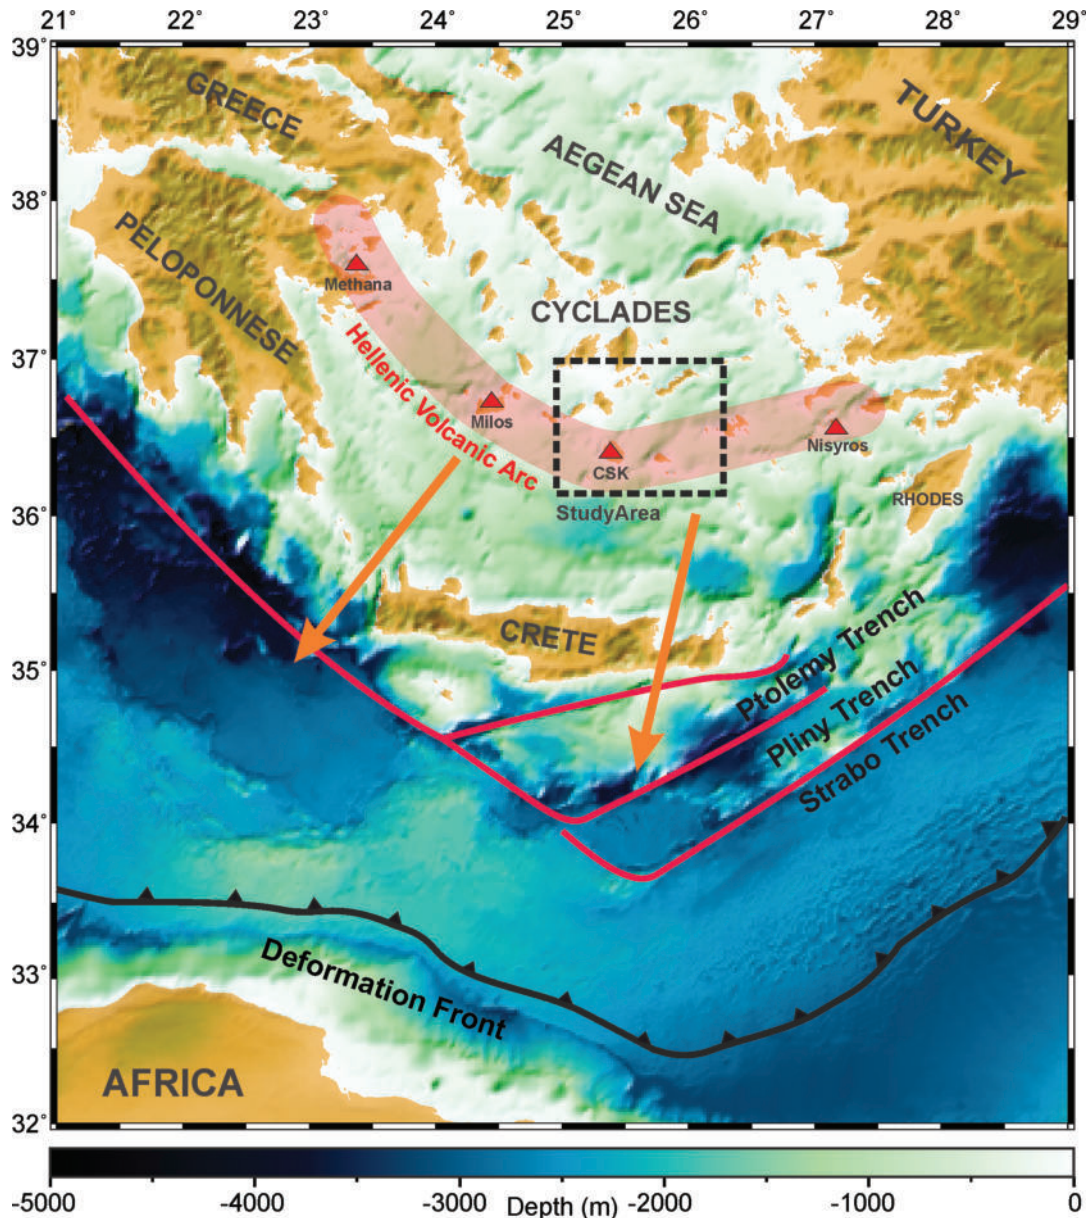 21° 22 23 24 25 26 27 28 29°
39°
GREECE
TURKEY
AEGEAN SEA
38°
PELOPONNESE
Methana
CYCLADES
37°
Hellenic Volcanic Arc
Milos
CSK
Nisyros
RHODES
36°
StudyArea
CRETE
35°
Ptolemy Trench
Pliny Trench
Strabo Trench
34°
33°
Deformation Front
AFRICA
32°
-5000 -4000 -3000 -2000 -1000 0
Depth (m)